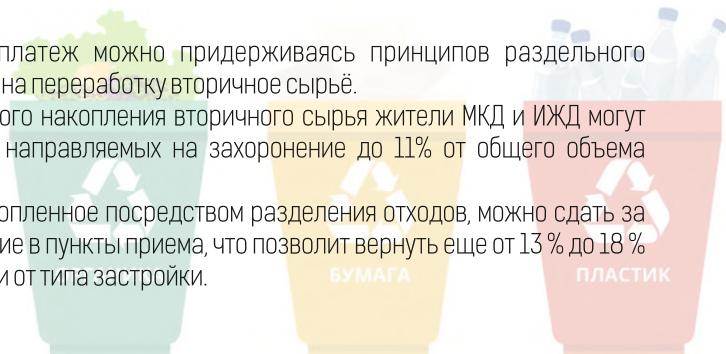 платеж можно придерживаясь принципов раздельного
на переработку вторичное сырьё.
ого накопления вторичного сырья жители МКД и ИЖД могут
направляемых на захоронение до 11% от общего объема
опленное посредством разделения отходов, можно сдать за
ие в пункты приема, что позволит вернуть еще от 13 % до 18 %
и от типа застройки.
БУМАГА
ПЛАСТИК